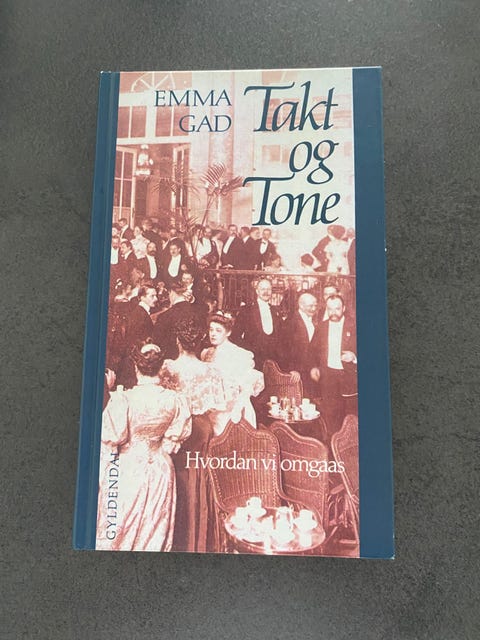 EMMA
GAD
Takt
og
Tone
Hvordan vi omgaas
GYLDENDAL